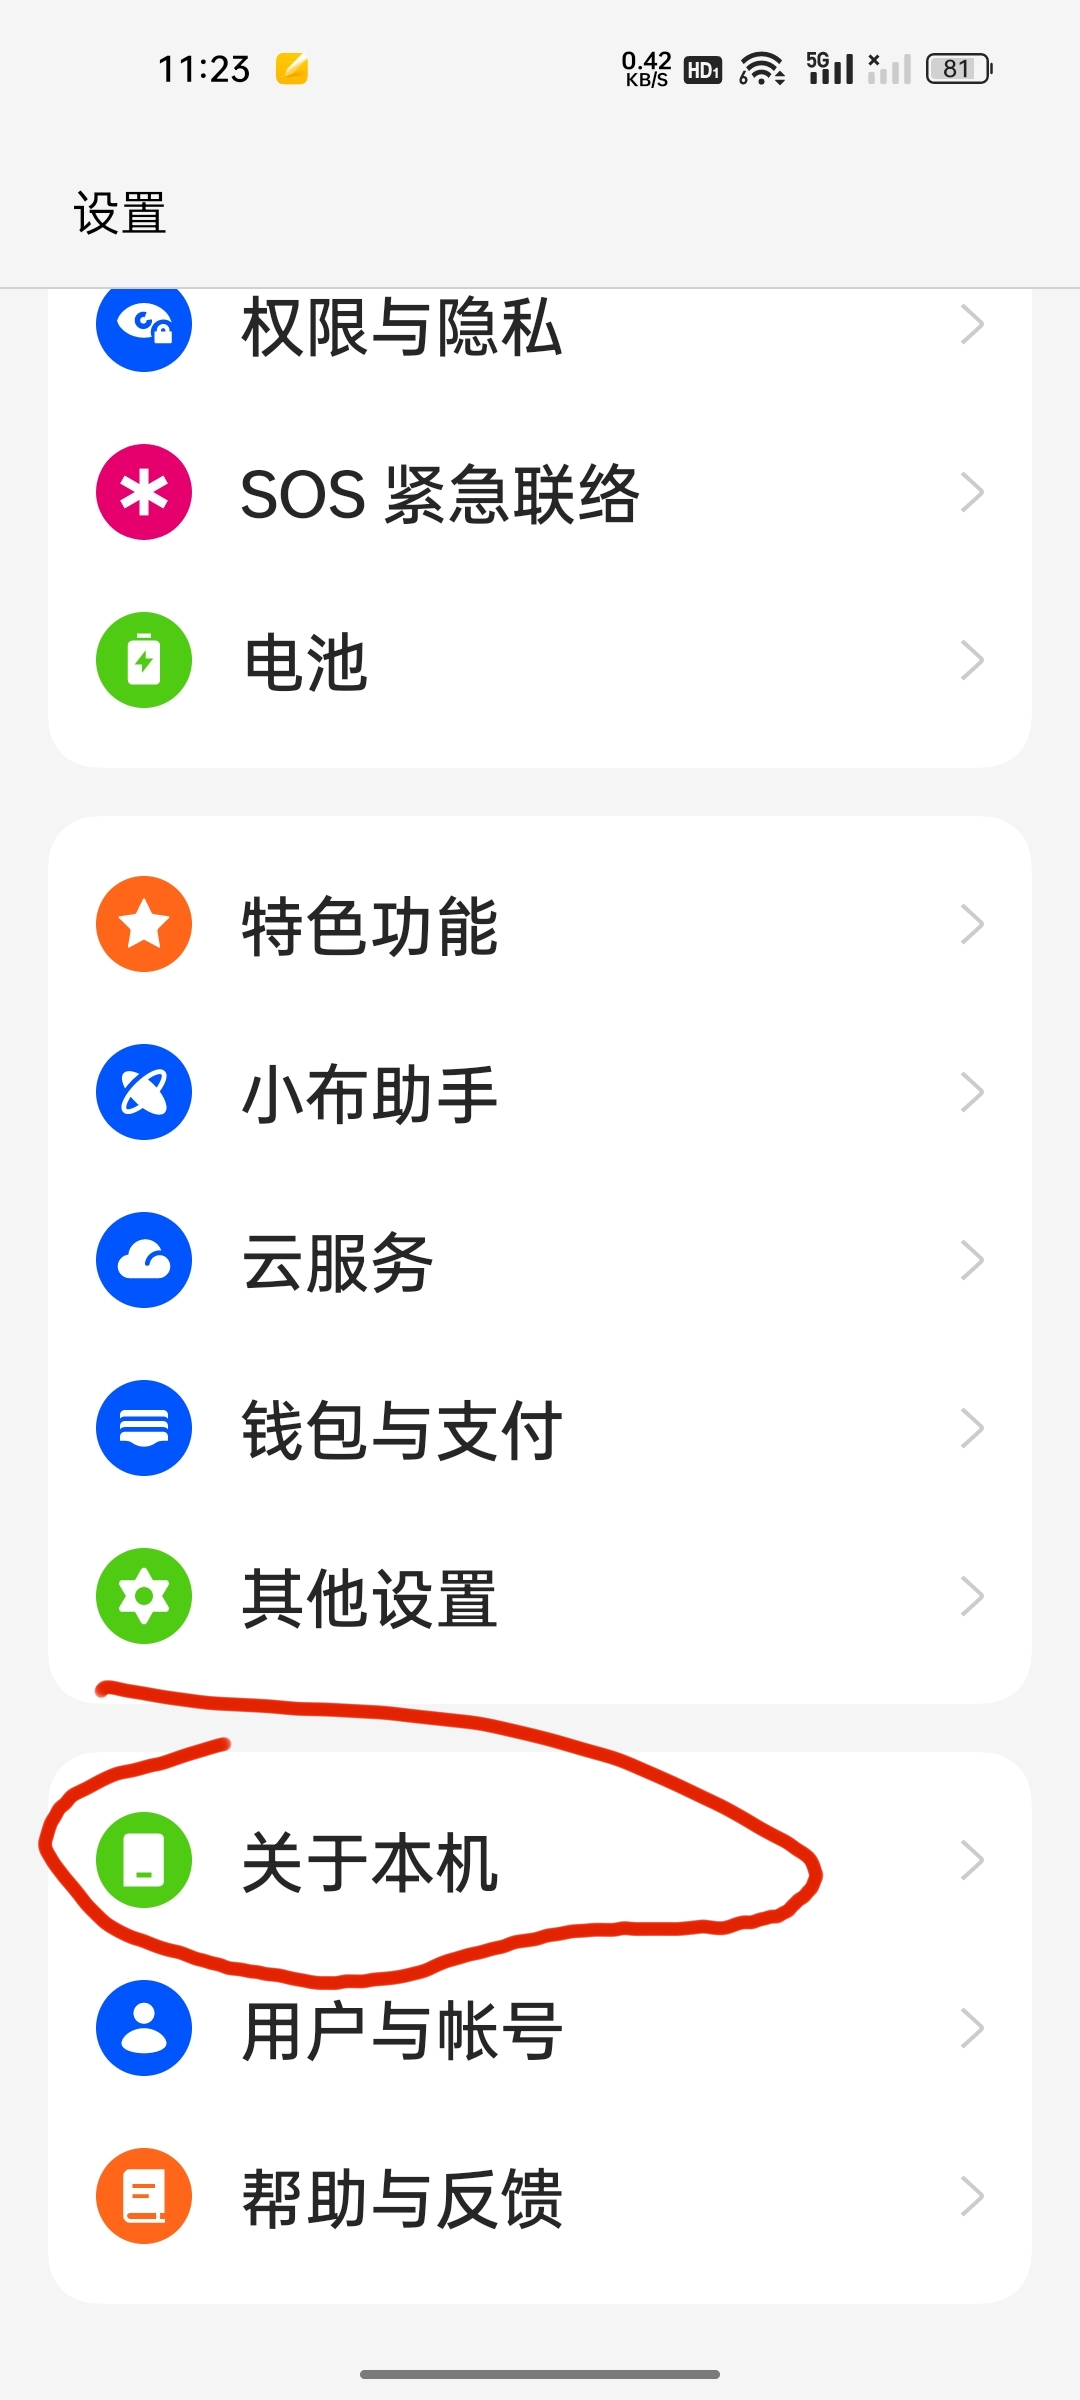 11:23 0.42 KB/S HD1 6 5G 81
设置
权限与隐私
SOS 紧急联络
电池
特色功能
小布助手
云服务
钱包与支付
其他设置
关于本机
用户与帐号
帮助与反馈